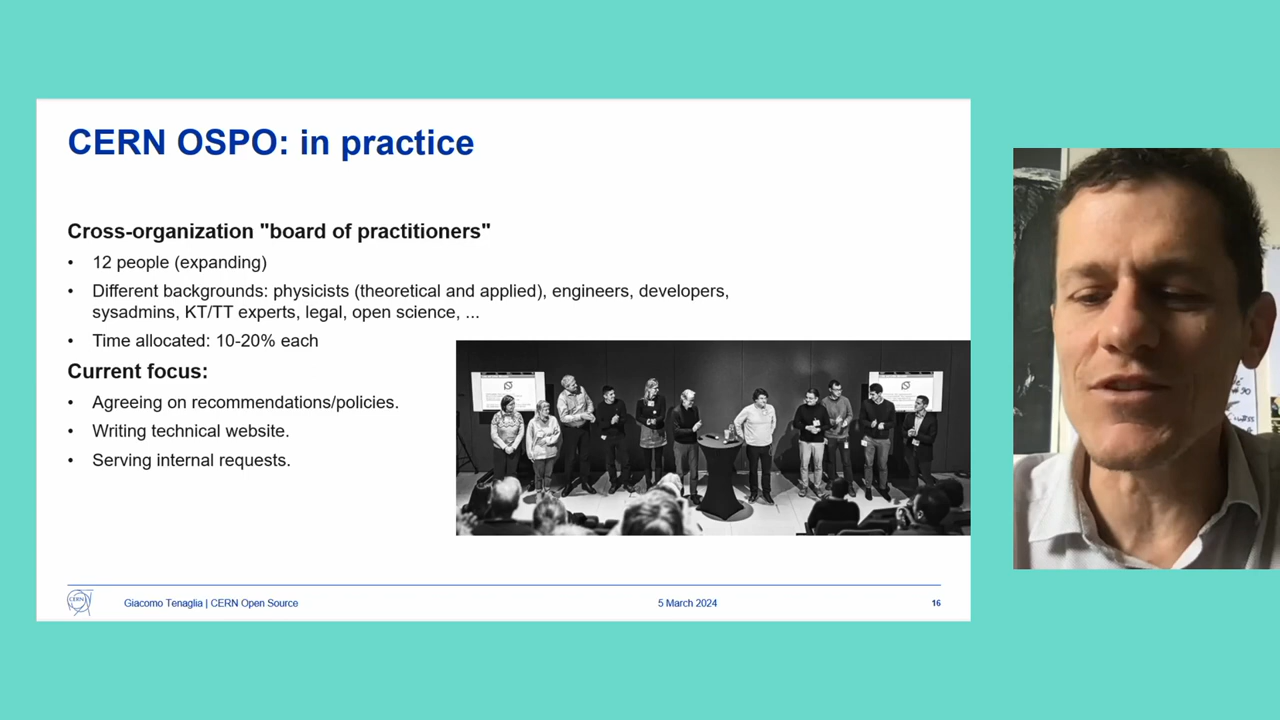 CERN OSPO: in practice
Cross-organization "board of practitioners"
• 12 people (expanding)
• Different backgrounds: physicists (theoretical and applied), engineers, developers,
sysadmins, KT/TT experts, legal, open science, ...
• Time allocated: 10-20% each
Current focus:
• Agreeing on recommendations/policies.
• Writing technical website.
• Serving internal requests.
CERN
Giacomo Tenaglia | CERN Open Source
5 March 2024
16